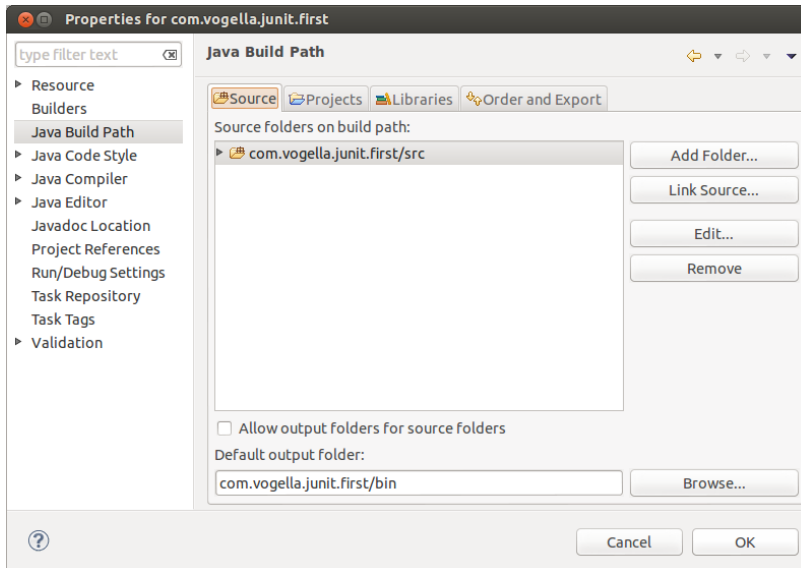 Properties for com.vogella.junit.first
type filter text
Resource
Builders
Java Build Path
Java Code Style
Java Compiler
Java Editor
Javadoc Location
Project References
Run/Debug Settings
Task Repository
Task Tags
Validation
Java Build Path
Source Projects Libraries Order and Export
Source folders on build path:
com.vogella.junit.first/src
Add Folder...
Link Source...
Edit...
Remove
Allow output folders for source folders
Default output folder:
com.vogella.junit.first/bin
Browse...
?
Cancel OK